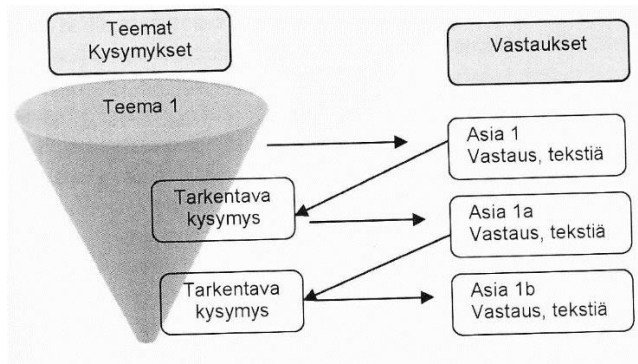 Teemat
Kysymykset
Vastaukset
Teema 1
Asia 1
Vastaus, tekstiä
Tarkentava
kysymys
Asia 1a
Vastaus, tekstiä
Tarkentava
kysymys
Asia 1b
Vastaus, tekstiä